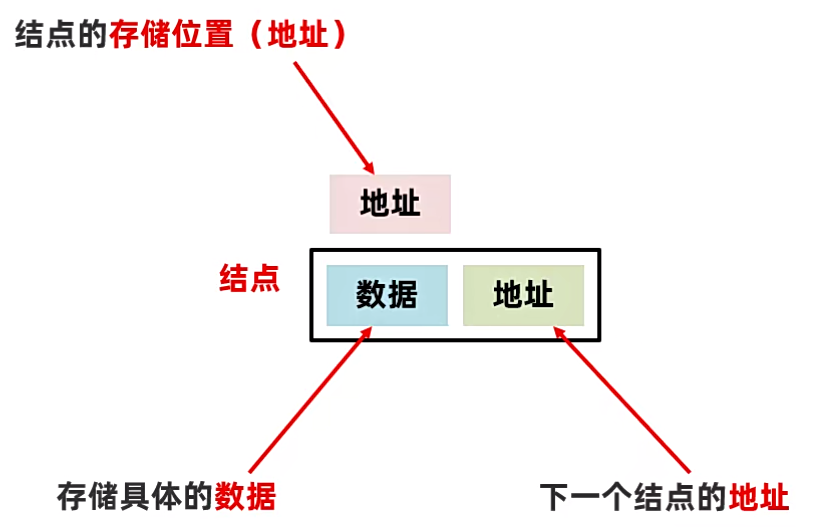 结点的存储位置（地址）
地址
结点
数据 地址
存储具体的数据
下一个结点的地址